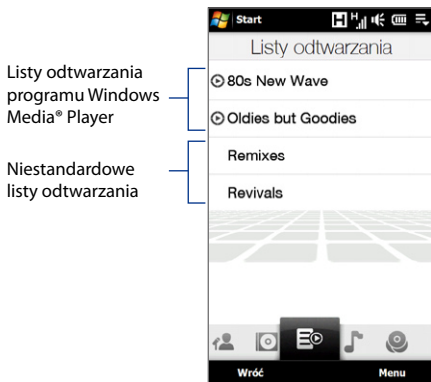 Start
Listy odtwarzania
Listy odtwarzania
programu Windows
Media® Player
80s New Wave
Oldies but Goodies
Niestandardowe
listy odtwarzania
Remixes
Revivals
Wróć
Menu